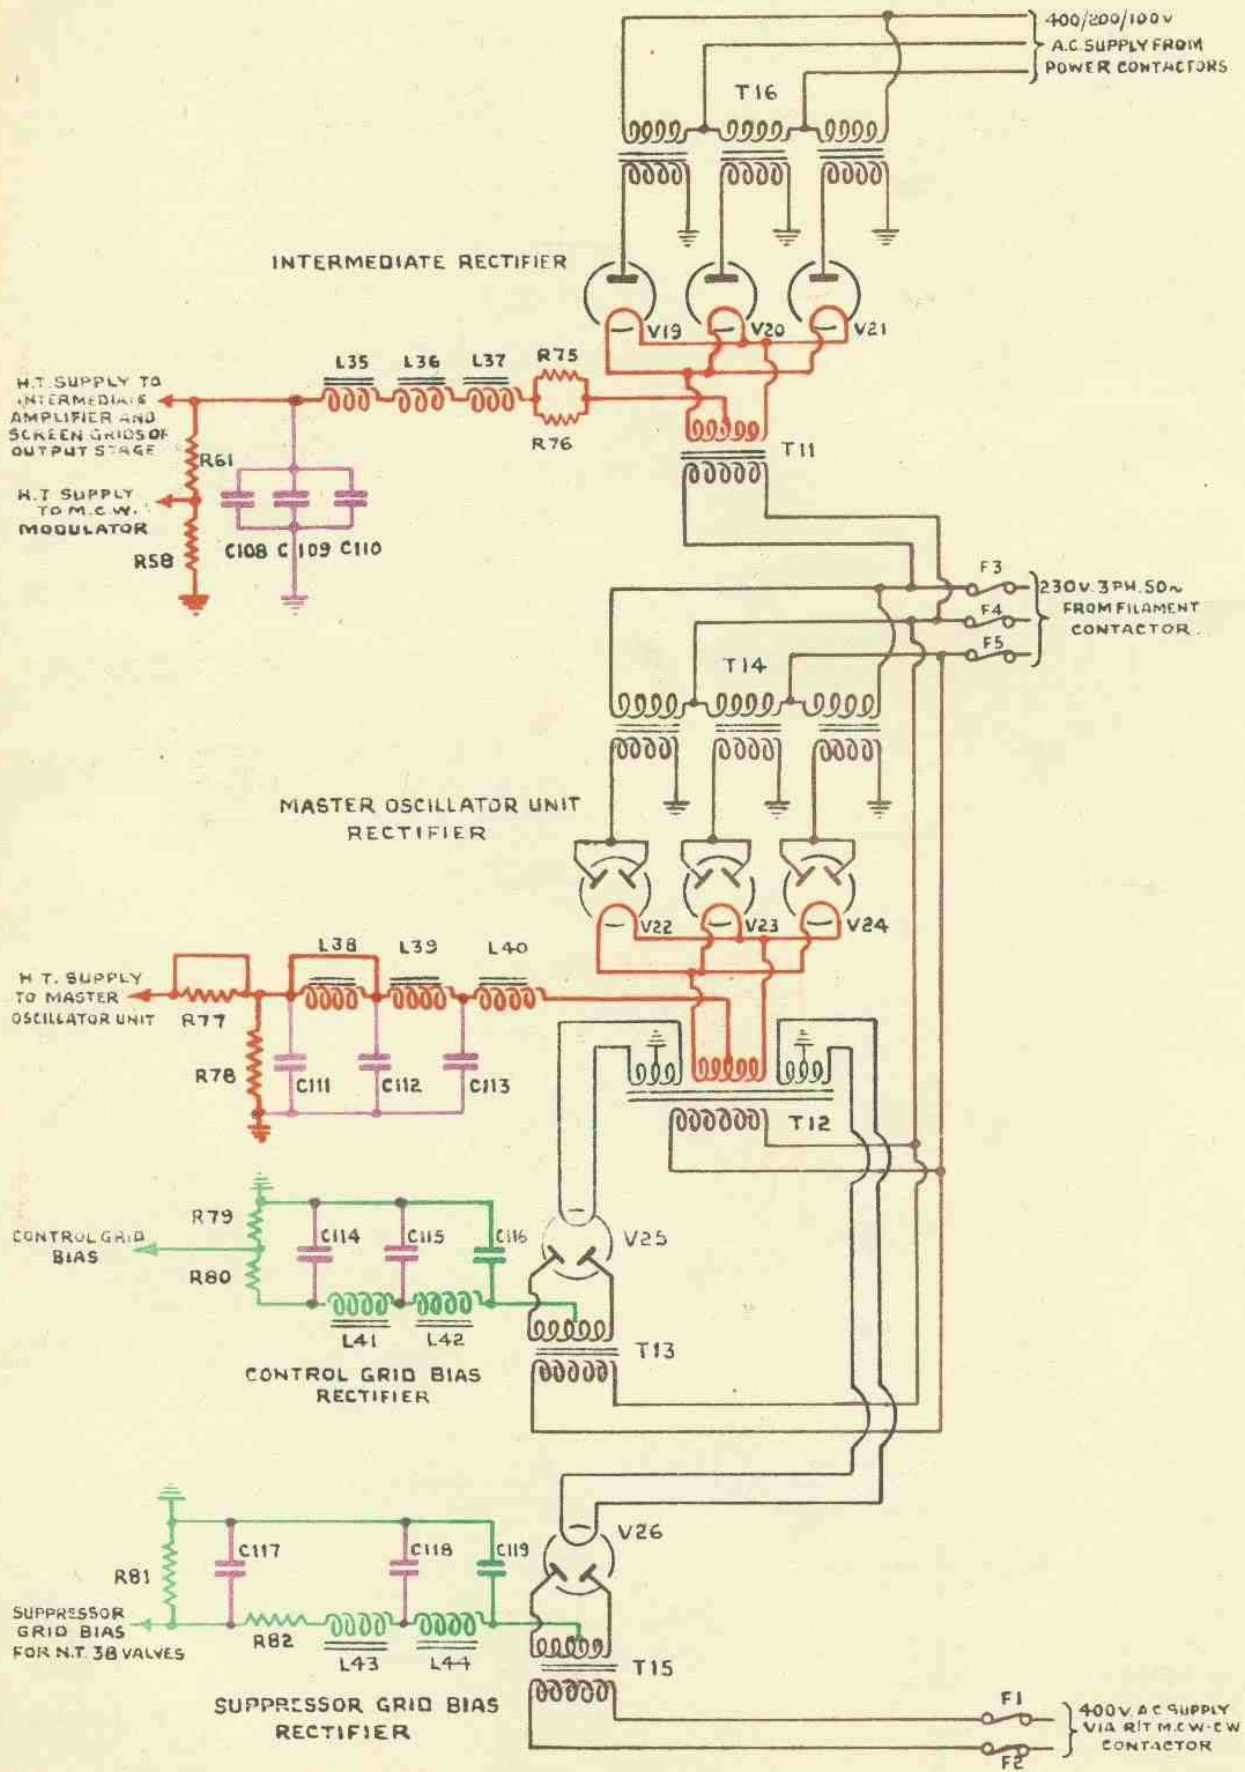 400/200/100V
A.C. SUPPLY FROM
POWER CONTACTORS
T16
INTERMEDIATE RECTIFIER
V19
V20
V21
L35
L36
L37
R75
R76
H.T. SUPPLY TO
INTERMEDIATE
AMPLIFIER AND
SCREEN GRIDS OF
OUTPUT STAGE
R61
T11
H.T SUPPLY
TO M.C.W.
MODULATOR
R58
C108
C109
C110
F3
F4
F5
230V. 3PH. 50~
FROM FILAMENT
CONTACTOR.
T14
MASTER OSCILLATOR UNIT
RECTIFIER
V22
V23
V24
L38
L39
L40
H T. SUPPLY
TO MASTER
OSCILLATOR UNIT
R77
R78
C111
C112
C113
T12
R79
R80
CONTROL GRID
BIAS
C114
C115
C116
V25
L41
L42
T13
CONTROL GRID BIAS
RECTIFIER
V26
C117
C118
C119
R81
SUPPRESSOR
GRID BIAS
FOR N.T. 38 VALVES
R82
L43
L44
T15
SUPPRESSOR GRID BIAS
RECTIFIER
F1
F2
400V. A C SUPPLY
VIA R/T M.C.W-CW
CONTACTOR